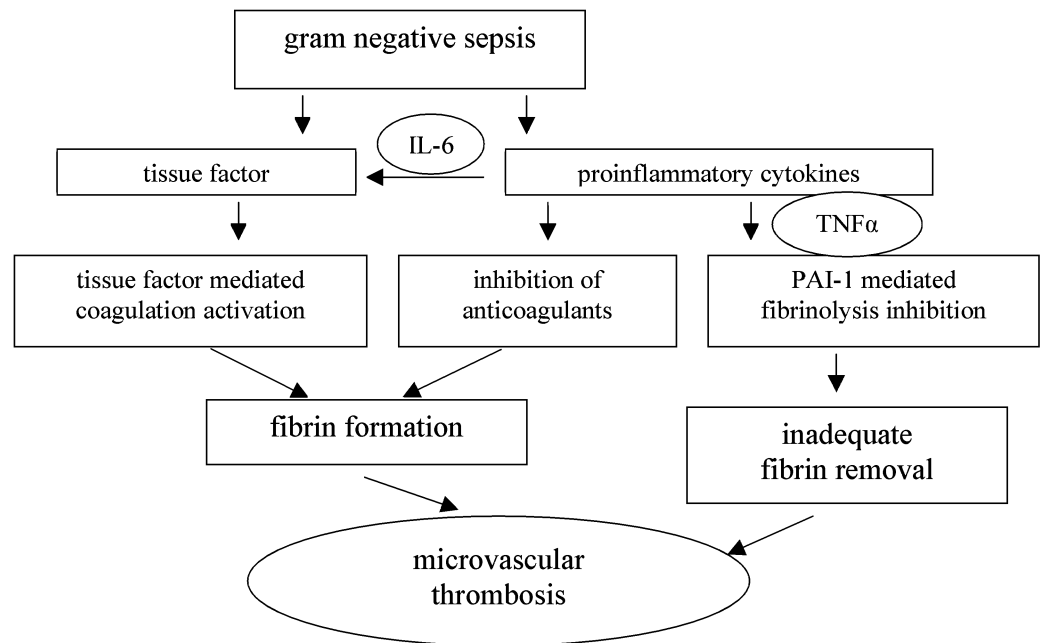 gram negative sepsis
IL-6
tissue factor
proinflammatory cytokines
TNFα
tissue factor mediated
coagulation activation
inhibition of
anticoagulants
PAI-1 mediated
fibrinolysis inhibition
fibrin formation
inadequate
fibrin removal
microvascular
thrombosis